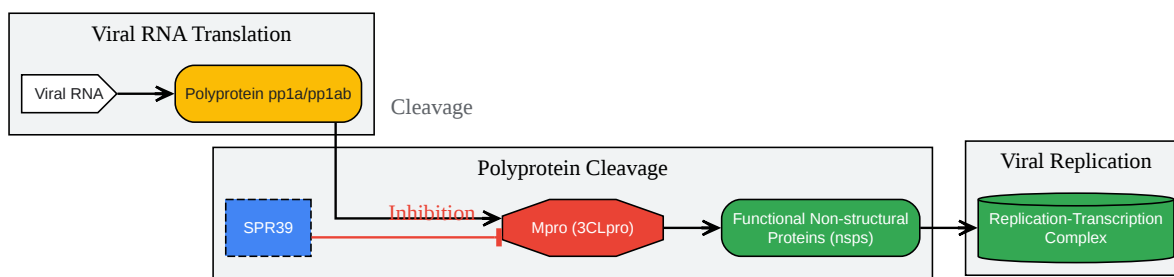 Viral RNA Translation
Viral RNA
Polyprotein pp1a/pp1ab
Cleavage
Polyprotein Cleavage
SPR39
Inhibition
Mpro (3CLpro)
Functional Non-structural
Proteins (nsps)
Viral Replication
Replication-Transcription
Complex